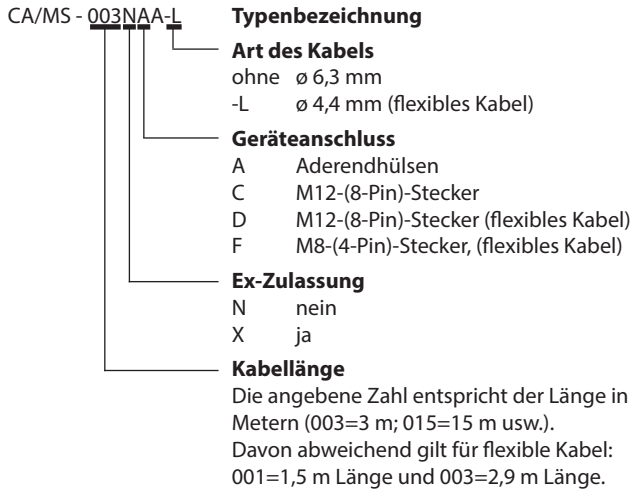 CA/MS - 003NAA-L Typenbezeichnung
Art des Kabels
ohne ø 6,3 mm
-L ø 4,4 mm (flexibles Kabel)
Geräteanschluss
A Aderendhülsen
C M12-(8-Pin)-Stecker
D M12-(8-Pin)-Stecker (flexibles Kabel)
F M8-(4-Pin)-Stecker, (flexibles Kabel)
Ex-Zulassung
N nein
X ja
Kabellänge
Die angebene Zahl entspricht der Länge in
Metern (003=3 m; 015=15 m usw.).
Davon abweichend gilt für flexible Kabel:
001=1,5 m Länge und 003=2,9 m Länge.